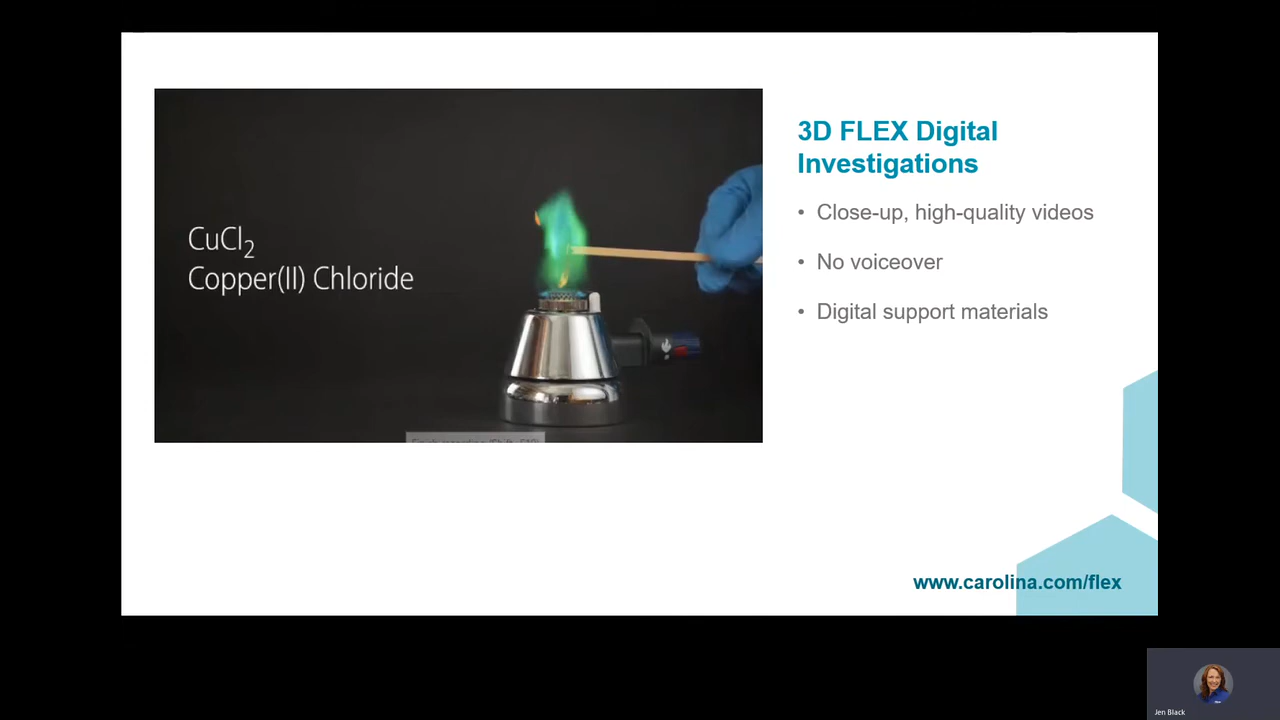 CuCl2
Copper(II) Chloride
3D FLEX Digital
Investigations
• Close-up, high-quality videos
• No voiceover
• Digital support materials
www.carolina.com/flex
Jen Black